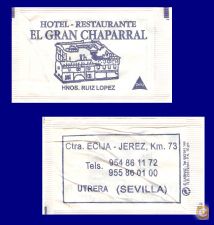 HOTEL - RESTAURANTE
EL GRAN CHAPARRAL
HNOS. RUIZ LOPEZ
Ctra. ECIJA - JEREZ, Km. 73
Tels. 954 86 11 72
955 86 01 00
UTRERA (SEVILLA)